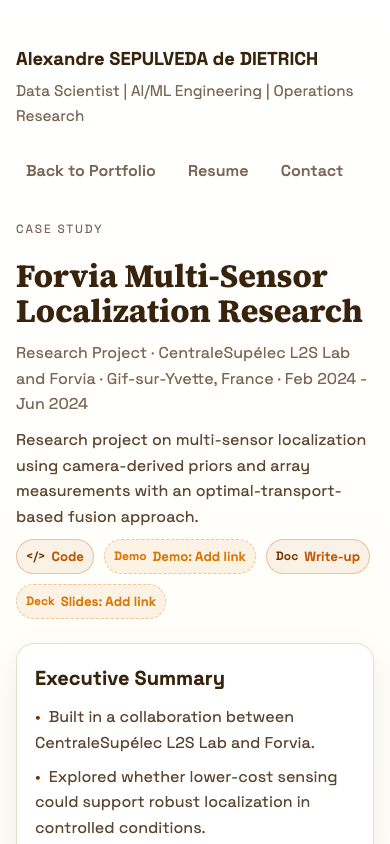 Alexandre SEPULVEDA de DIETRICH
Data Scientist | AI/ML Engineering | Operations
Research
Back to Portfolio Resume Contact
CASE STUDY
Forvia Multi-Sensor
Localization Research
Research Project · CentraleSupélec L2S Lab
and Forvia · Gif-sur-Yvette, France · Feb 2024 -
Jun 2024
Research project on multi-sensor localization
using camera-derived priors and array
measurements with an optimal-transport-
based fusion approach.
</> Code Demo Demo: Add link Doc Write-up
Deck Slides: Add link
Executive Summary
• Built in a collaboration between
CentraleSupélec L2S Lab and Forvia.
• Explored whether lower-cost sensing
could support robust localization in
controlled conditions.